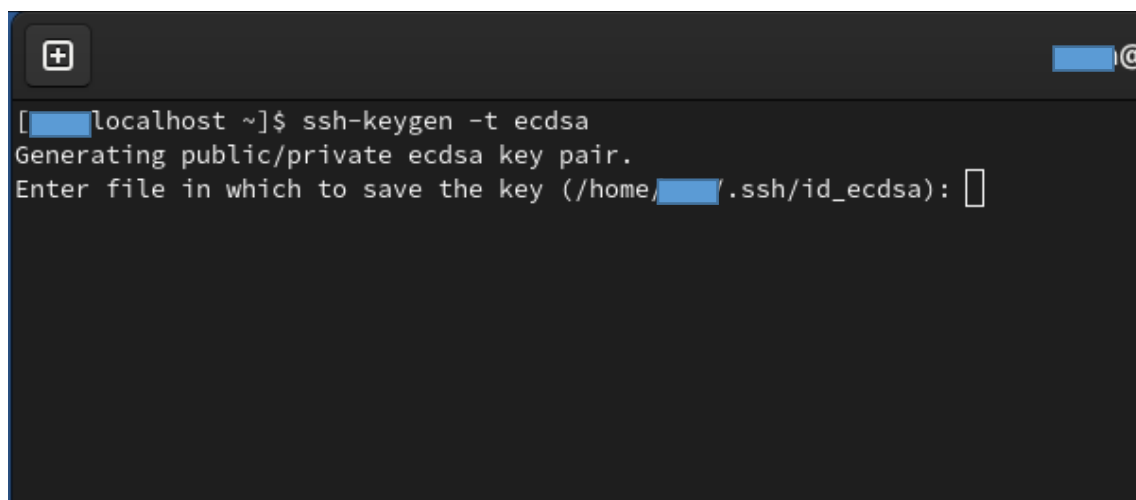 @
[localhost ~]$ ssh-keygen -t ecdsa
Generating public/private ecdsa key pair.
Enter file in which to save the key (/home/ /.ssh/id_ecdsa):